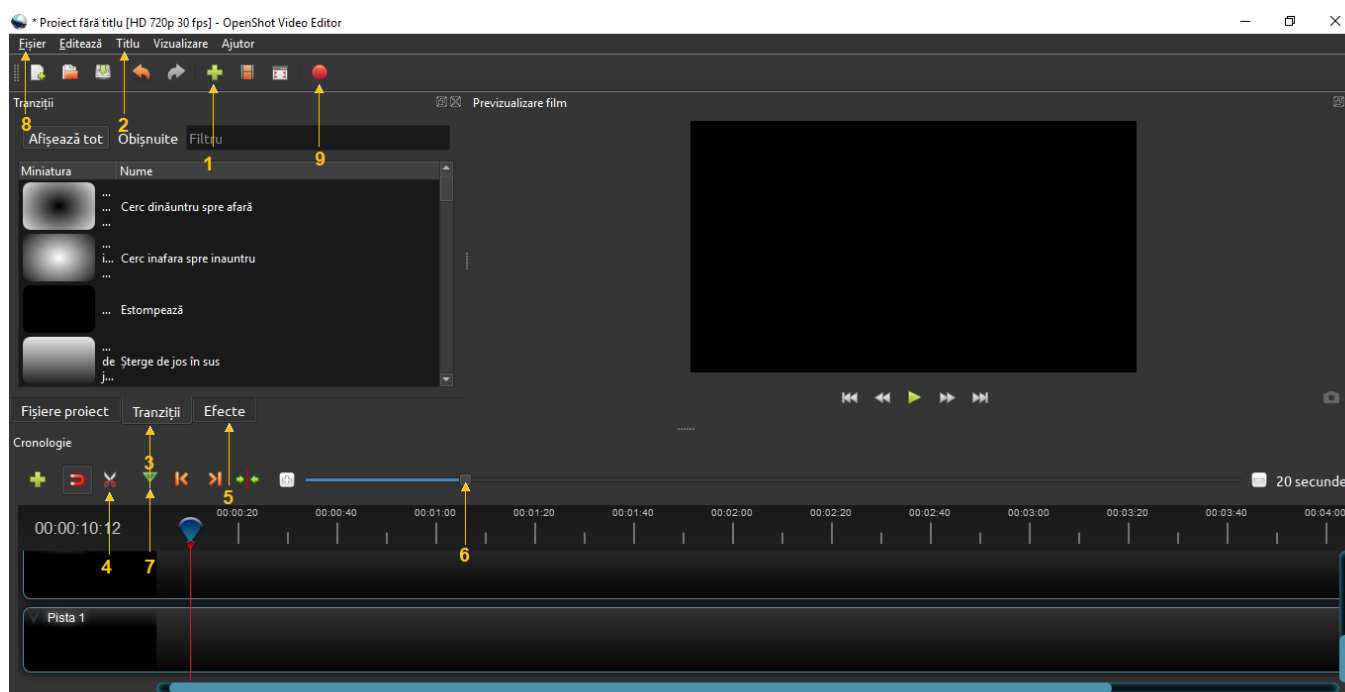 * Proiect fără titlu [HD 720p 30 fps] - OpenShot Video Editor
Fișier Editează Titlu Vizualizare Ajutor
Tranziții
Previzualizare film
8 2
Afișează tot Obișnuite Filtru
1 9
Miniatura Nume
...
... Cerc dinăuntru spre afară
...
...
i... Cerc inafara spre inauntru
...
... Estompează
...
de Șterge de jos în sus
j...
Fișiere proiect Tranziții Efecte
Cronologie
3
20 secunde
5
00:00:10:12
00:00:20 00:00:40 00:01:00 00:01:20 00:01:40 00:02:00 00:02:20 00:02:40 00:03:00 00:03:20 00:03:40 00:04:00
4 7 6
Pista 1